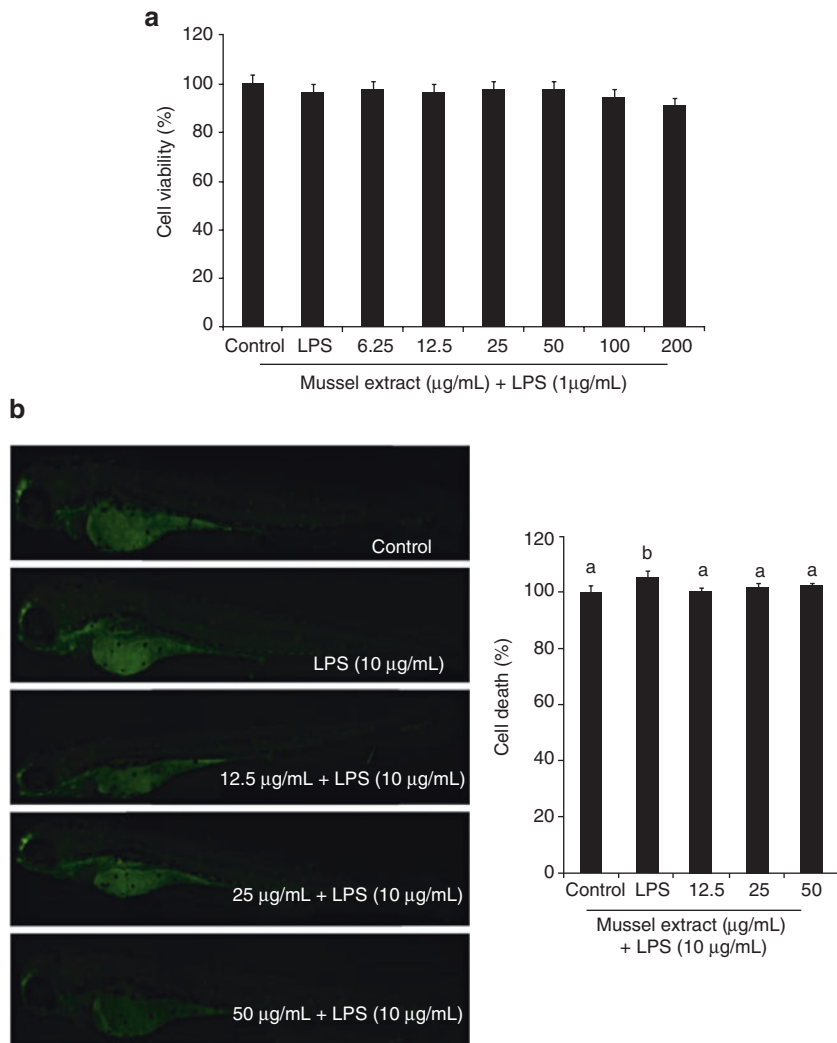 a
120
100
80
60
40
20
0
Cell viability (%)
Control LPS 6.25 12.5 25 50 100 200
Mussel extract (μg/mL) + LPS (1μg/mL)
b
Control
LPS (10 μg/mL)
12.5 μg/mL + LPS (10 μg/mL)
25 μg/mL + LPS (10 μg/mL)
50 μg/mL + LPS (10 μg/mL)
120
100
80
60
40
20
0
Cell death (%)
a b a a a
Control LPS 12.5 25 50
Mussel extract (μg/mL)
+ LPS (10 μg/mL)